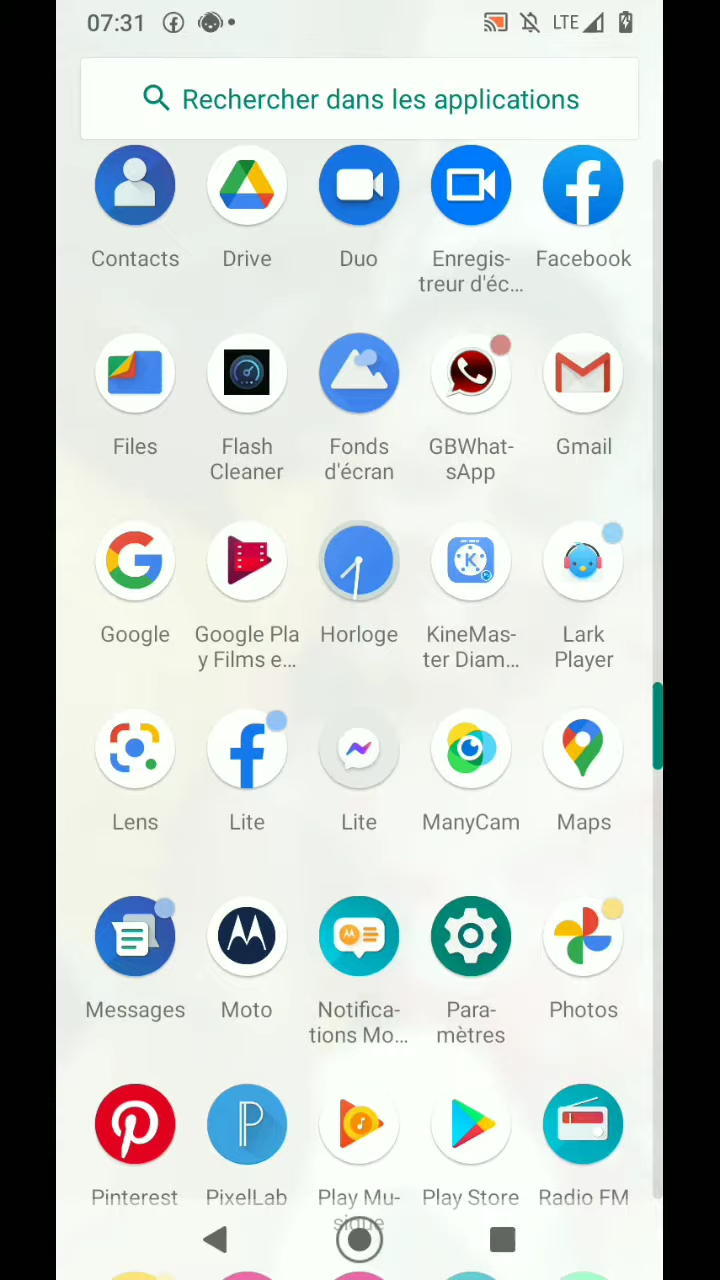 07:31
LTE
Rechercher dans les applications
Contacts
Drive
Duo
Enregis-
treur d'éc...
Facebook
Files
Flash
Cleaner
Fonds
d'écran
GBWhat-
sApp
Gmail
Google
Google Pla
y Films e...
Horloge
KineMas-
ter Diam...
Lark
Player
Lens
Lite
Lite
ManyCam
Maps
Messages
Moto
Notifica-
tions Mo...
Para-
mètres
Photos
Pinterest
PixelLab
Play Mu-
sique
Play Store
Radio FM